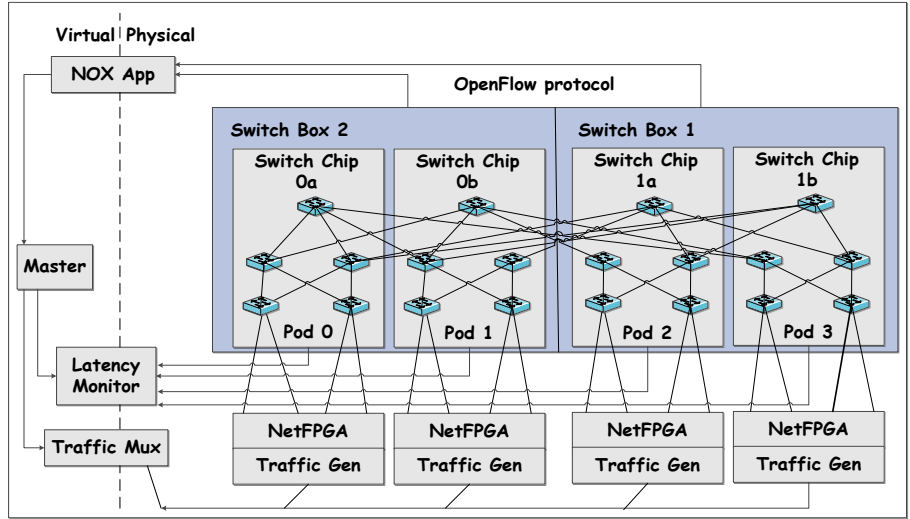 Virtual Physical
NOX App
OpenFlow protocol
Switch Box 2
Switch Box 1
Switch Chip
0a
Switch Chip
0b
Switch Chip
1a
Switch Chip
1b
Master
Pod 0
Pod 1
Pod 2
Pod 3
Latency
Monitor
NetFPGA
NetFPGA
NetFPGA
NetFPGA
Traffic Mux
Traffic Gen
Traffic Gen
Traffic Gen
Traffic Gen